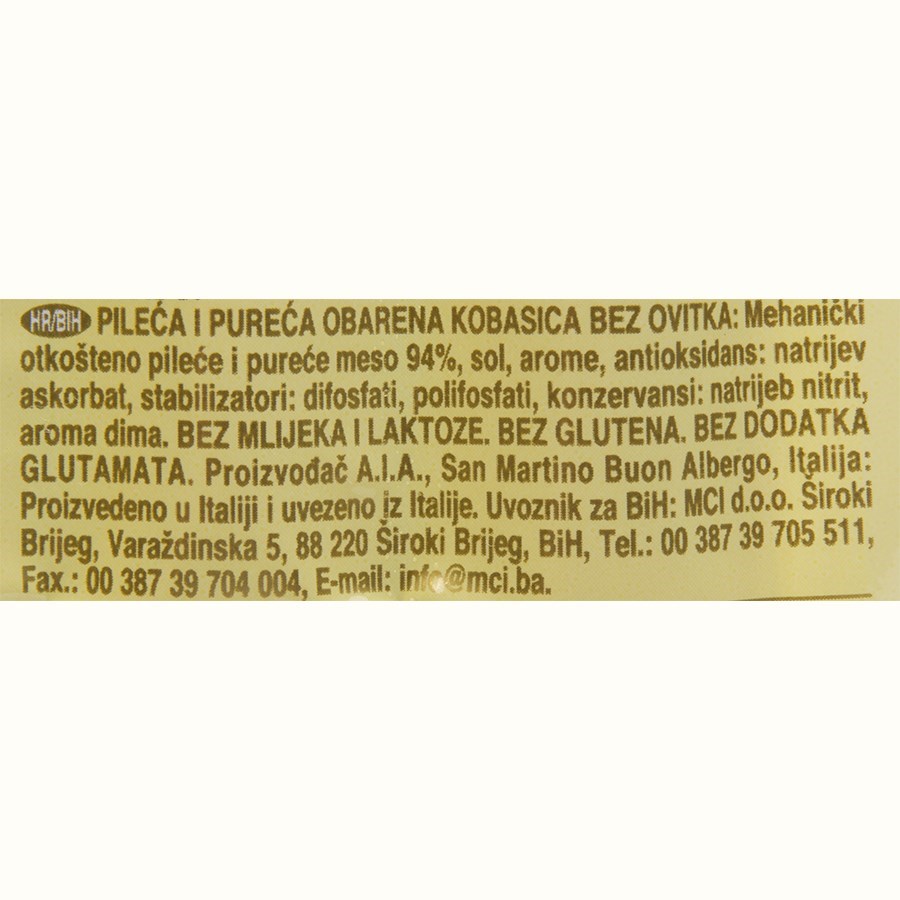 HR/BIH PILEĆA I PUREĆA OBARENA KOBASICA BEZ OVITKA: Mehanički
otkošteno pileće i pureće meso 94%, sol, arome, antioksidans: natrijev
askorbat, stabilizatori: difosfati, polifosfati, konzervansi: natrijeb nitrit,
aroma dima. BEZ MLIJEKA I LAKTOZE. BEZ GLUTENA. BEZ DODATKA
GLUTAMATA. Proizvođač A.I.A., San Martino Buon Albergo, Italija:
Proizvedeno u Italiji i uvezeno iz Italije. Uvoznik za BiH: MCI d.o.o. Široki
Brijeg, Varaždinska 5, 88 220 Široki Brijeg, BiH, Tel.: 00 387 39 705 511,
Fax.: 00 387 39 704 004, E-mail: info@mci.ba.